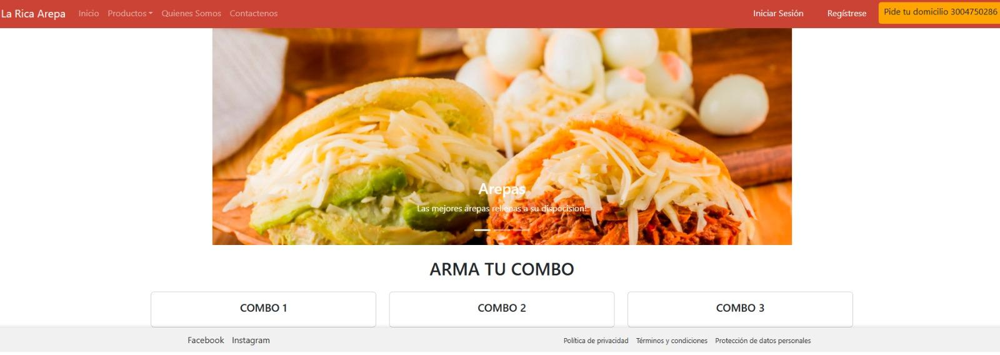 La Rica Arepa Inicio Productos Quienes Somos Contactenos Iniciar Sesión Regístrese Pide tu domicilio 3004750286
Arepas
Las mejores arepas rellenas a su dispocision!
ARMA TU COMBO
COMBO 1 COMBO 2 COMBO 3
Facebook Instagram Política de privacidad Términos y condiciones Protección de datos personales